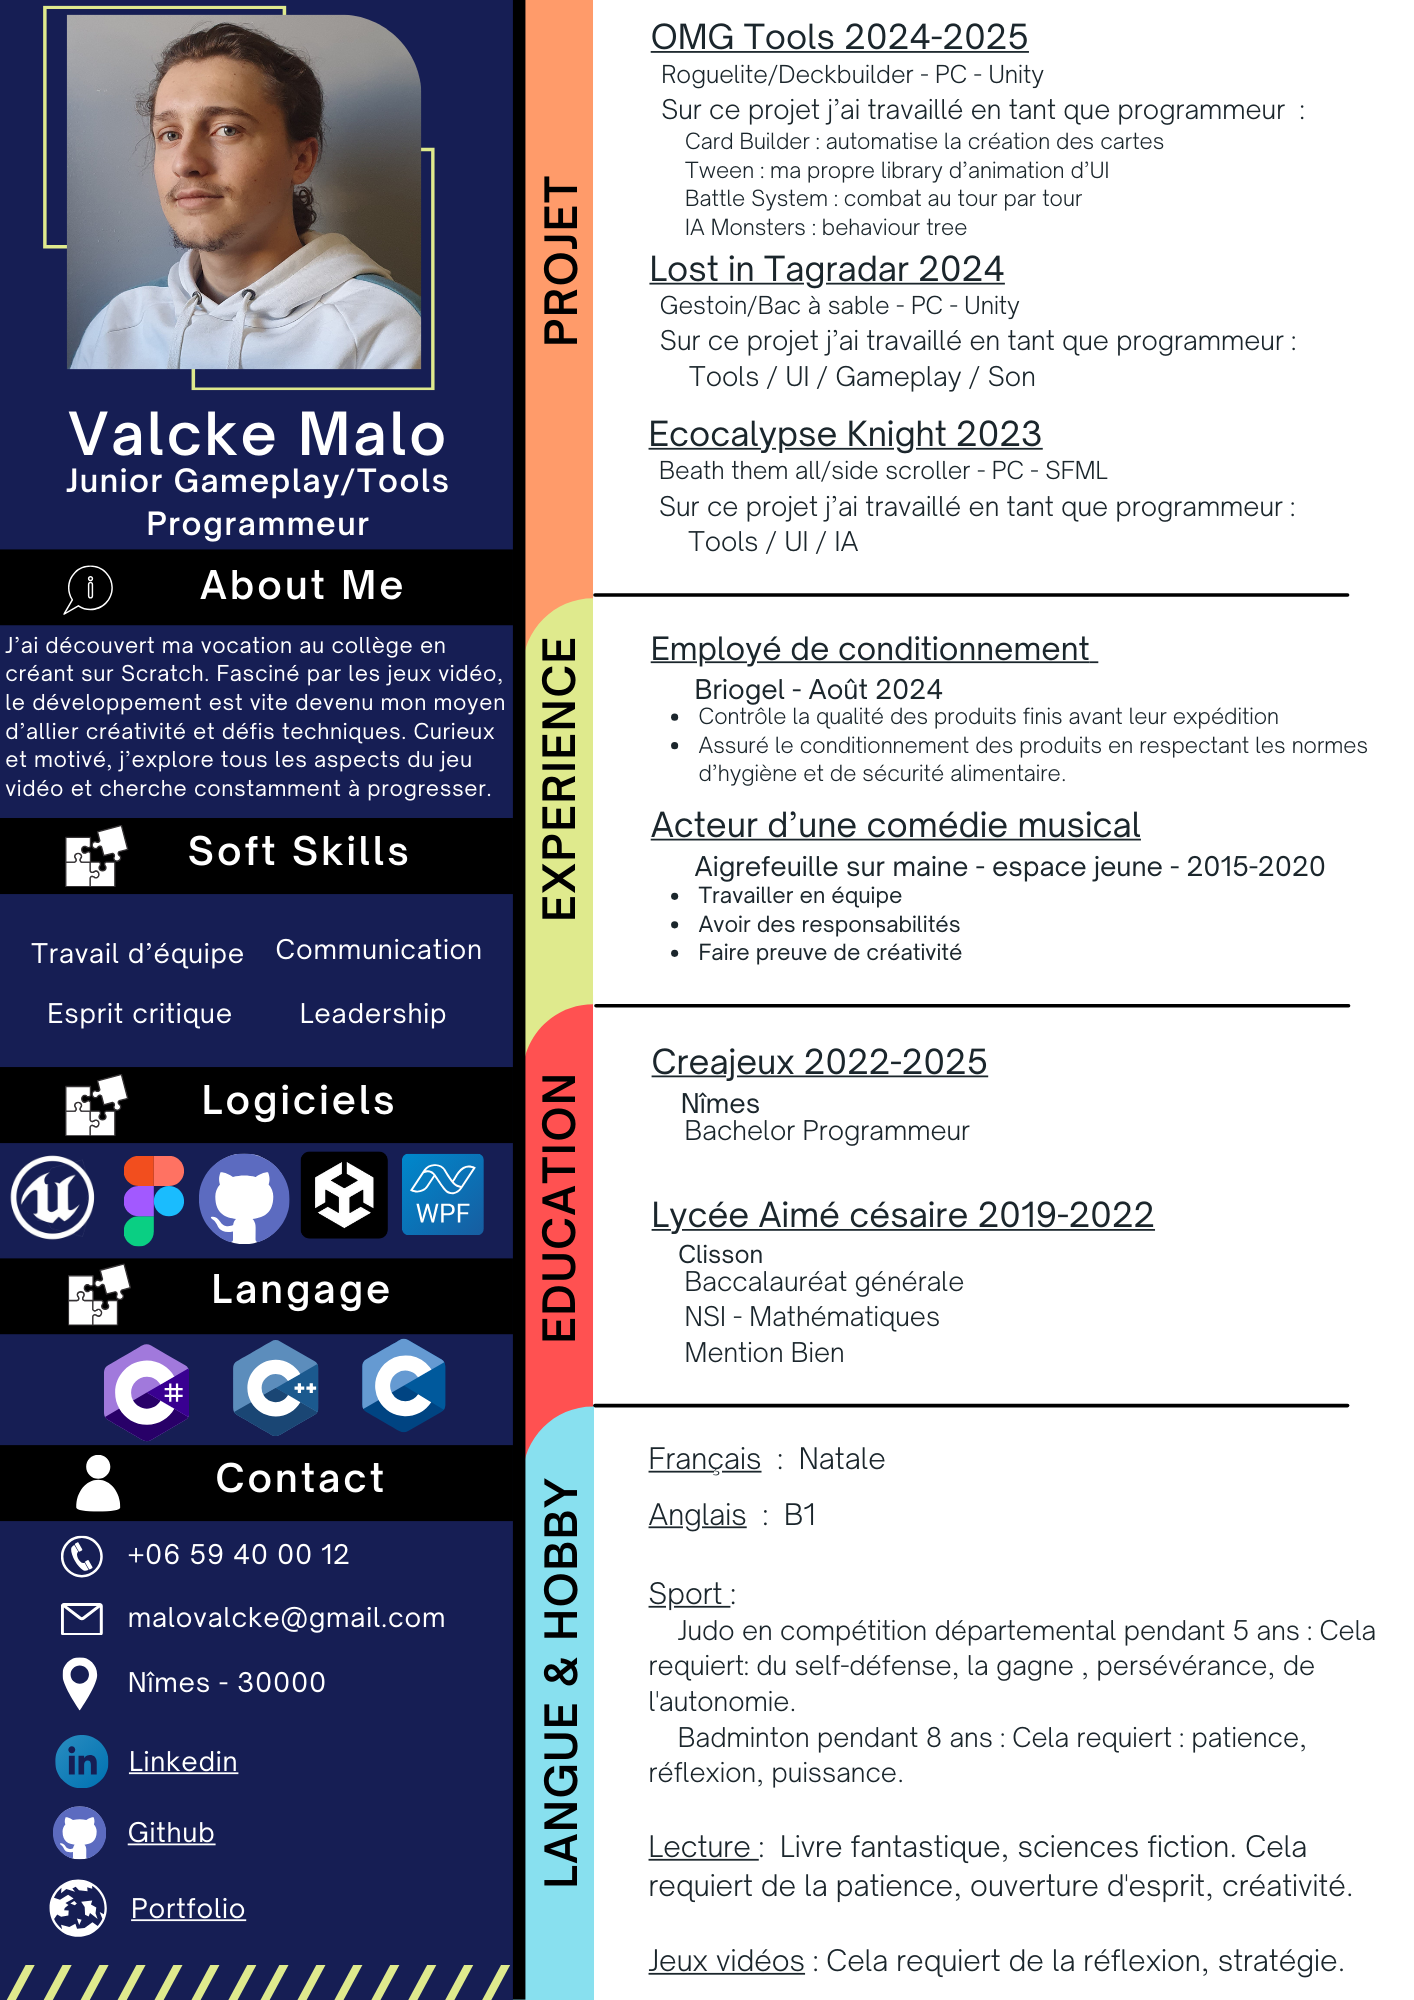 Valcke Malo
Junior Gameplay/Tools
Programmeur
About Me
J'ai découvert ma vocation au collège en
créant sur Scratch. Fasciné par les jeux vidéo,
le développement est vite devenu mon moyen
d'allier créativité et défis techniques. Curieux
et motivé, j'explore tous les aspects du jeu
vidéo et cherche constamment à progresser.
Soft Skills
Travail d'équipe
Communication
Esprit critique
Leadership
Logiciels
WPF
Langage
C#
C++
C
Contact
+06 59 40 00 12
malovalcke@gmail.com
Nîmes - 30000
in
Linkedin
Github
Portfolio
PROJET
OMG Tools 2024-2025
Roguelite/Deckbuilder - PC - Unity
Sur ce projet j'ai travaillé en tant que programmeur :
Card Builder : automatise la création des cartes
Tween : ma propre library d'animation d'UI
Battle System : combat au tour par tour
IA Monsters : behaviour tree
Lost in Tagradar 2024
Gestoin/Bac à sable - PC - Unity
Sur ce projet j'ai travaillé en tant que programmeur :
Tools / UI / Gameplay / Son
Ecocalypse Knight 2023
Beath them all/side scroller - PC - SFML
Sur ce projet j'ai travaillé en tant que programmeur :
Tools / UI / IA
EXPERIENCE
Employé de conditionnement
Briogel - Août 2024
• Contrôle la qualité des produits finis avant leur expédition
• Assuré le conditionnement des produits en respectant les normes
d'hygiène et de sécurité alimentaire.
Acteur d'une comédie musical
Aigrefeuille sur maine - espace jeune - 2015-2020
• Travailler en équipe
• Avoir des responsabilités
• Faire preuve de créativité
EDUCATION
Creajeux 2022-2025
Nîmes
Bachelor Programmeur
Lycée Aimé césaire 2019-2022
Clisson
Baccalauréat générale
NSI - Mathématiques
Mention Bien
LANGUE & HOBBY
Français : Natale
Anglais : B1
Sport :
Judo en compétition départemental pendant 5 ans : Cela
requiert: du self-défense, la gagne , persévérance, de
l'autonomie.
Badminton pendant 8 ans : Cela requiert : patience,
réflexion, puissance.
Lecture : Livre fantastique, sciences fiction. Cela
requiert de la patience, ouverture d'esprit, créativité.
Jeux vidéos : Cela requiert de la réflexion, stratégie.